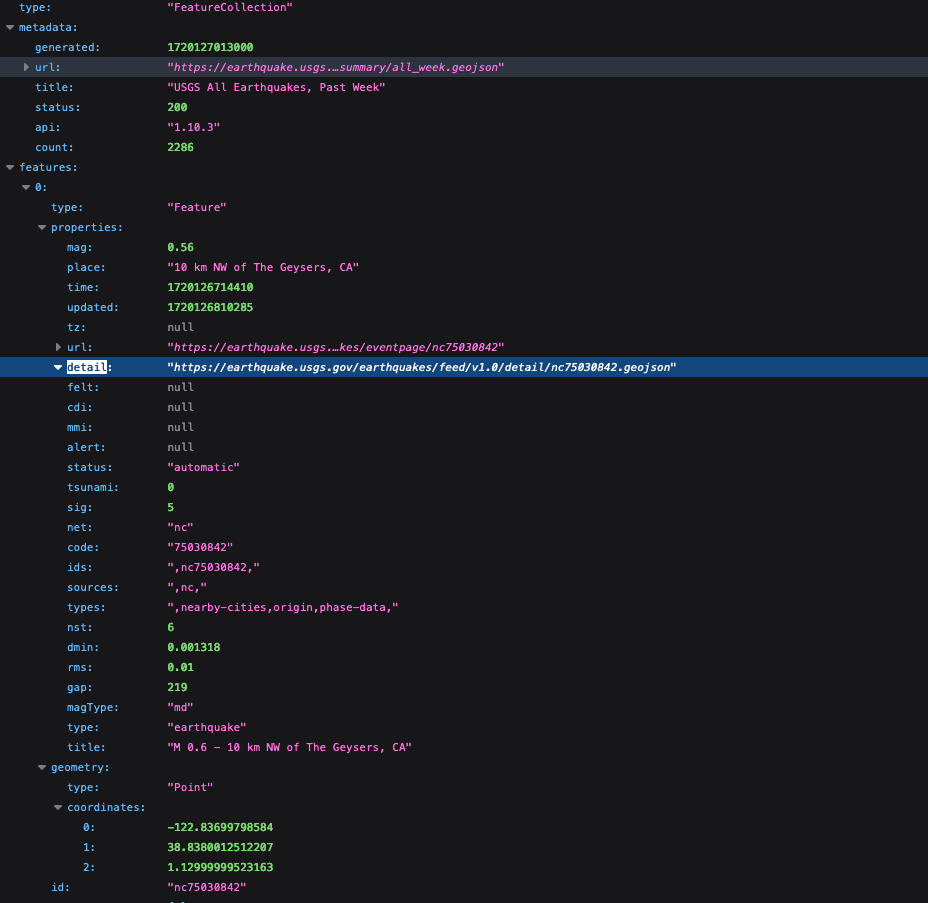 type: "FeatureCollection"
metadata:
generated: 1720127013000
url: "https://earthquake.usgs.…summary/all_week.geojson"
title: "USGS All Earthquakes, Past Week"
status: 200
api: "1.10.3"
count: 2286
features:
0:
type: "Feature"
properties:
mag: 0.56
place: "10 km NW of The Geysers, CA"
time: 1720126714410
updated: 1720126810285
tz: null
url: "https://earthquake.usgs.…kes/eventpage/nc75030842"
detail: "https://earthquake.usgs.gov/earthquakes/feed/v1.0/detail/nc75030842.geojson"
felt: null
cdi: null
mmi: null
alert: null
status: "automatic"
tsunami: 0
sig: 5
net: "nc"
code: "75030842"
ids: ",nc75030842,"
sources: ",nc,"
types: ",nearby-cities,origin,phase-data,"
nst: 6
dmin: 0.001318
rms: 0.01
gap: 219
magType: "md"
type: "earthquake"
title: "M 0.6 - 10 km NW of The Geysers, CA"
geometry:
type: "Point"
coordinates:
0: -122.83699798584
1: 38.8380012512207
2: 1.12999999523163
id: "nc75030842"